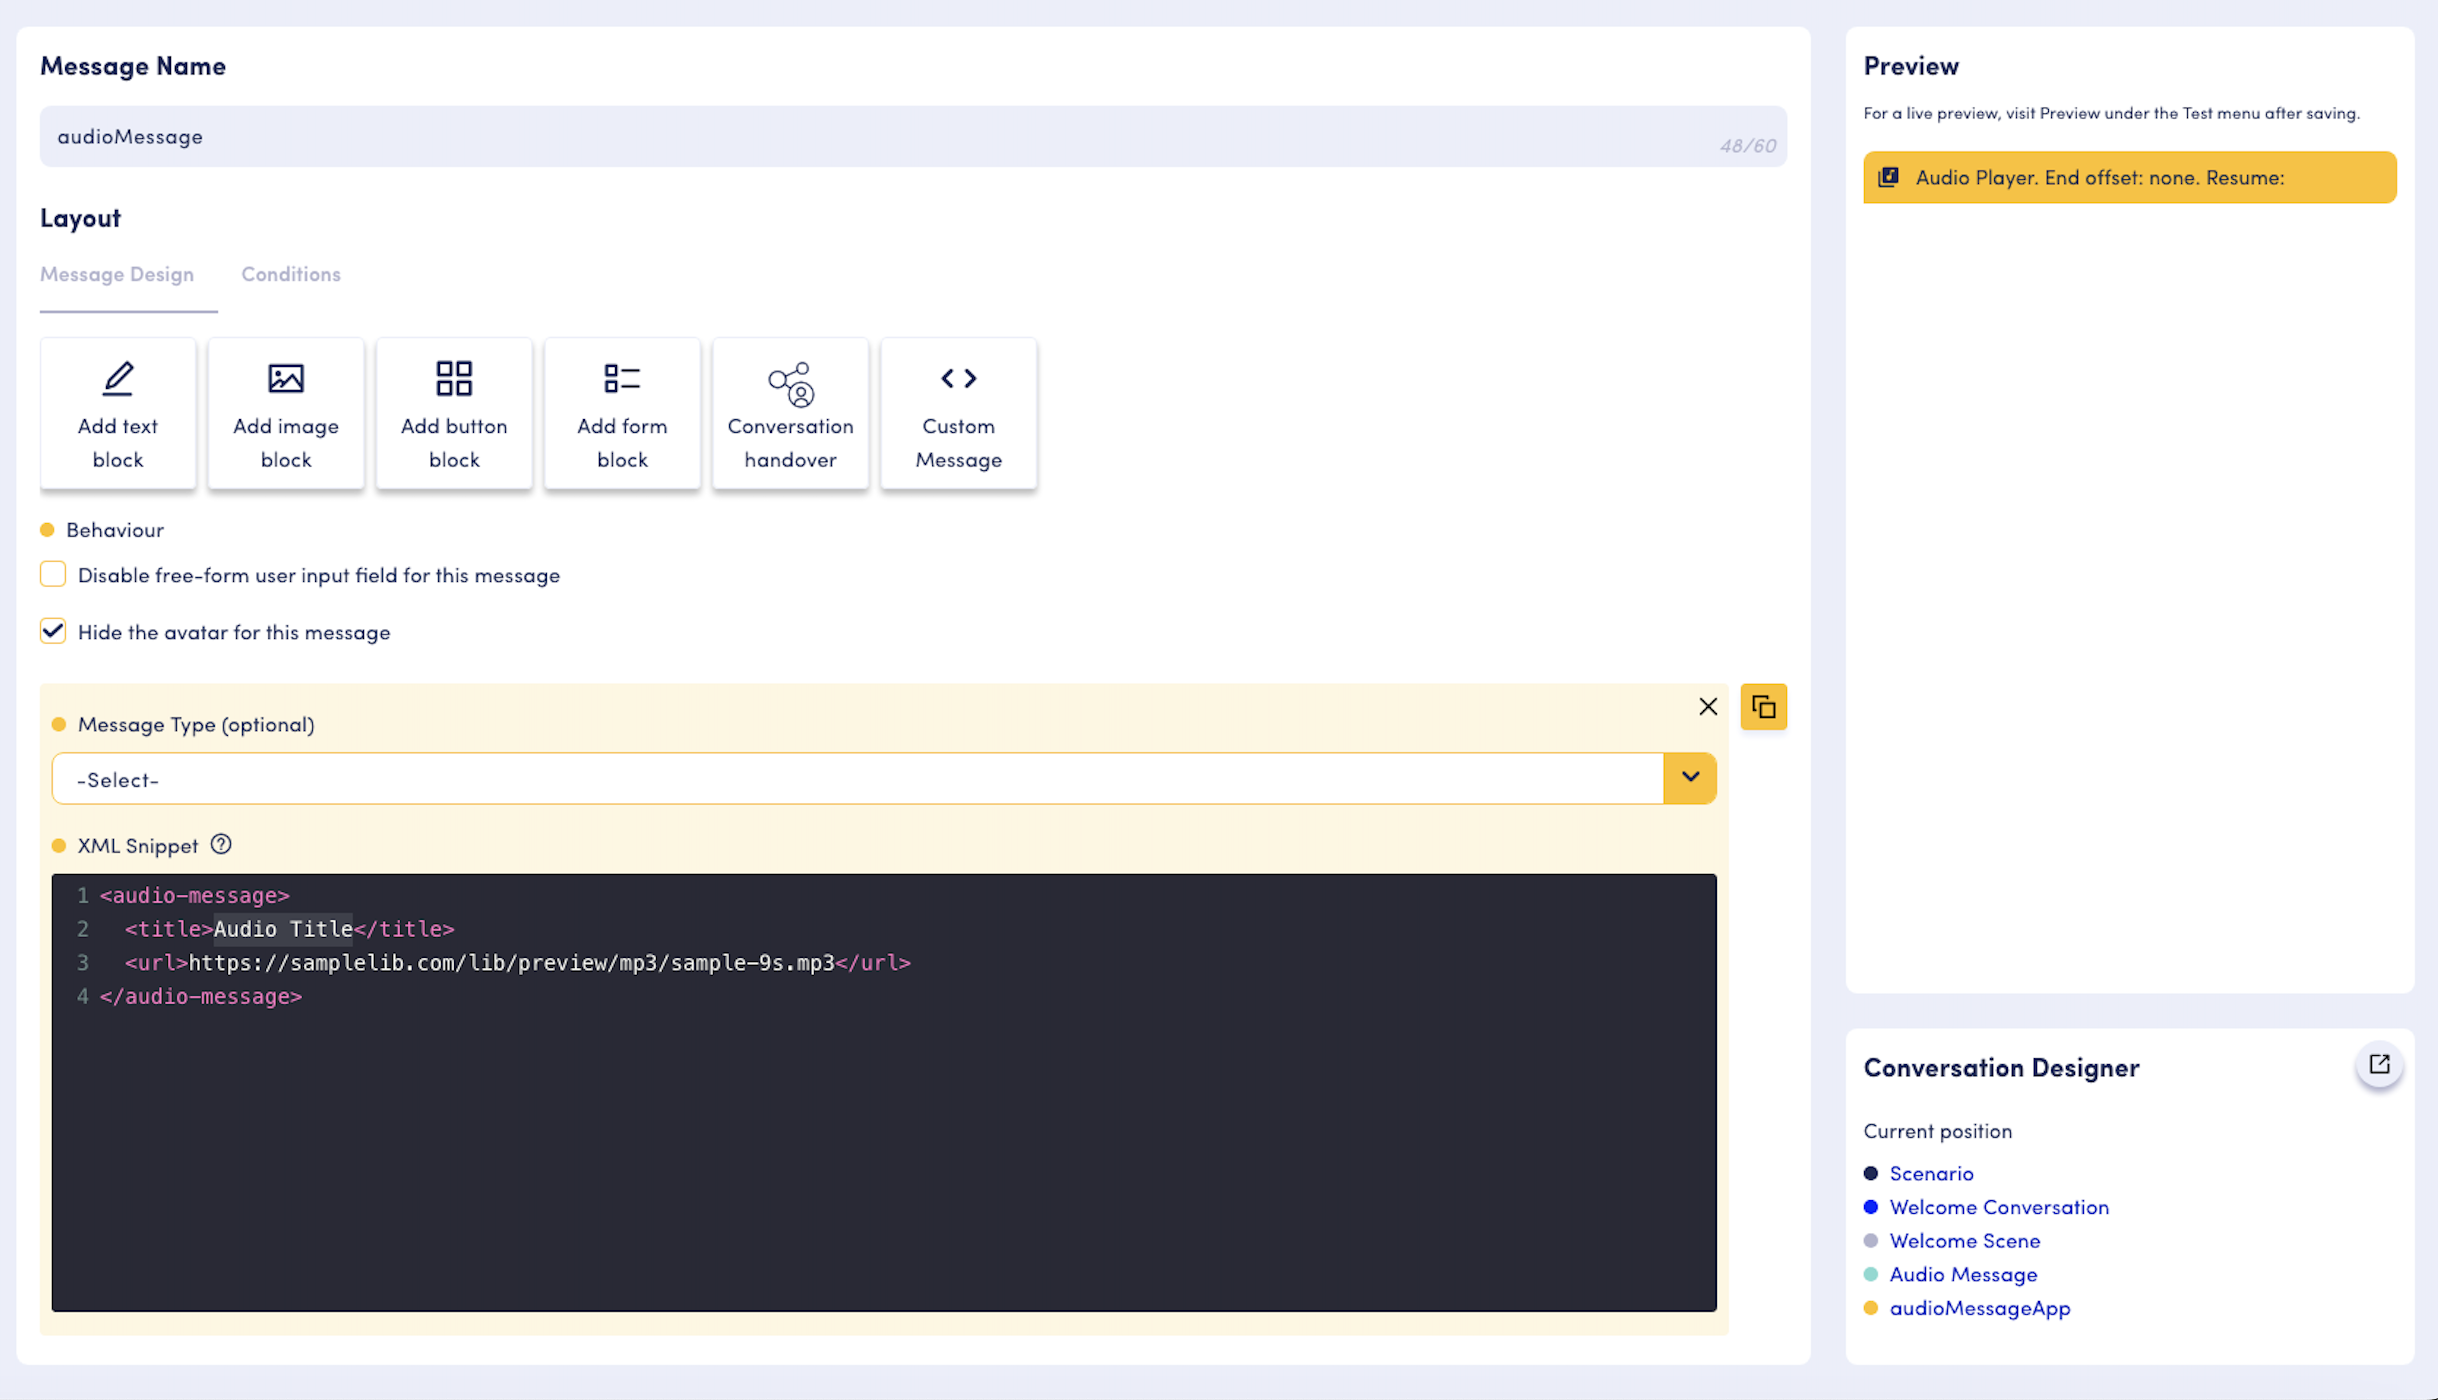 Message Name
audioMessage
48/60
Layout
Message Design
Conditions
Add text
block
Add image
block
Add button
block
Add form
block
Conversation
handover
Custom
Message
Behaviour
Disable free-form user input field for this message
Hide the avatar for this message
Message Type (optional)
-Select-
XML Snippet
1 <audio-message>
2   <title>Audio Title</title>
3   <url>https://samplelib.com/lib/preview/mp3/sample-9s.mp3</url>
4 </audio-message>
Preview
For a live preview, visit Preview under the Test menu after saving.
Audio Player. End offset: none. Resume:
Conversation Designer
Current position
Scenario
Welcome Conversation
Welcome Scene
Audio Message
audioMessageApp